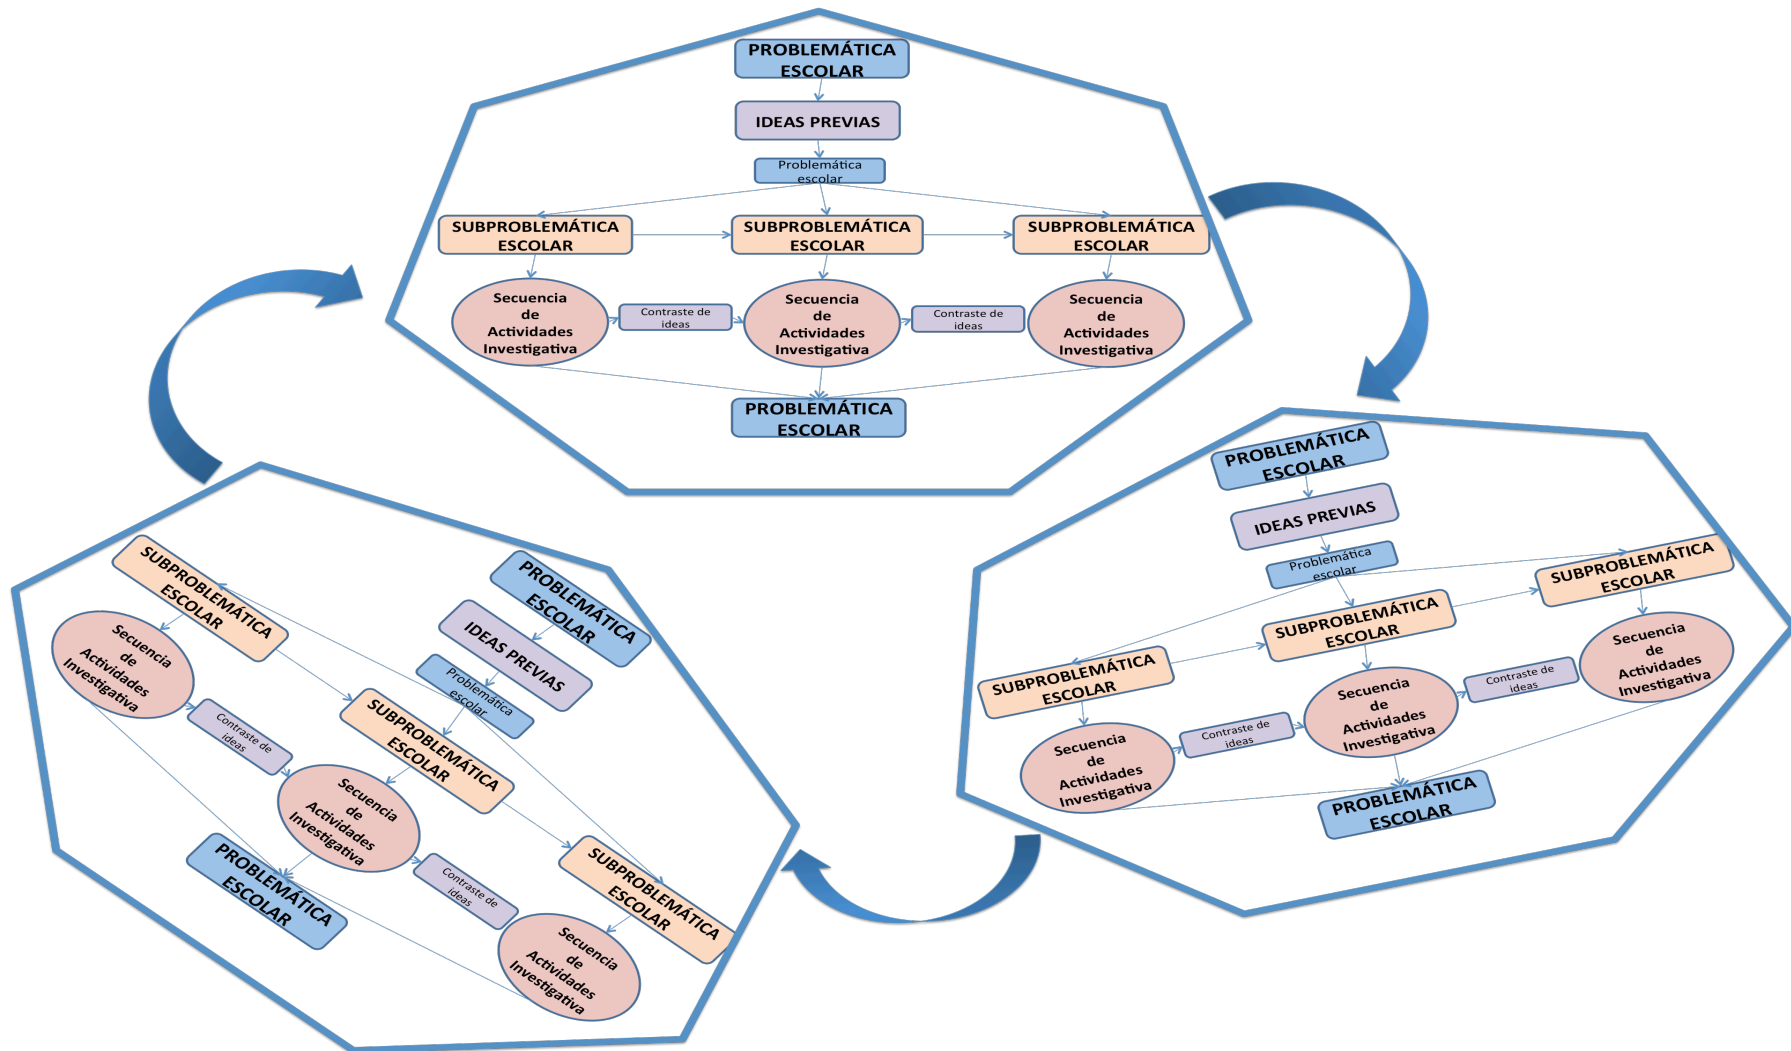 PROBLEMÁTICA
ESCOLAR
IDEAS PREVIAS
Problemática
escolar
SUBPROBLEMÁTICA
ESCOLAR
SUBPROBLEMÁTICA
ESCOLAR
SUBPROBLEMÁTICA
ESCOLAR
Secuencia
de
Actividades
Investigativa
Contraste de
ideas
Secuencia
de
Actividades
Investigativa
Contraste de
ideas
Secuencia
de
Actividades
Investigativa
PROBLEMÁTICA
ESCOLAR
PROBLEMÁTICA
ESCOLAR
IDEAS PREVIAS
Problemática
escolar
SUBPROBLEMÁTICA
ESCOLAR
SUBPROBLEMÁTICA
ESCOLAR
SUBPROBLEMÁTICA
ESCOLAR
Secuencia
de
Actividades
Investigativa
Contraste de
ideas
Secuencia
de
Actividades
Investigativa
Contraste de
ideas
Secuencia
de
Actividades
Investigativa
PROBLEMÁTICA
ESCOLAR
PROBLEMÁTICA
ESCOLAR
IDEAS PREVIAS
Problemática
escolar
SUBPROBLEMÁTICA
ESCOLAR
SUBPROBLEMÁTICA
ESCOLAR
SUBPROBLEMÁTICA
ESCOLAR
Secuencia
de
Actividades
Investigativa
Contraste de
ideas
Secuencia
de
Actividades
Investigativa
Contraste de
ideas
Secuencia
de
Actividades
Investigativa
PROBLEMÁTICA
ESCOLAR